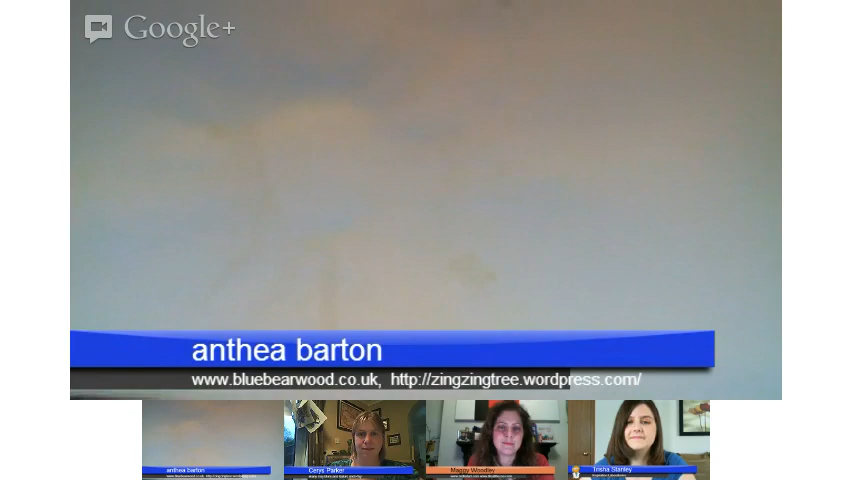 Google+
anthea barton
www.bluebearwood.co.uk, http://zingzingtree.wordpress.com/
anthea barton
Cerys Parker
Maggy Woodley
Trisha Stanley